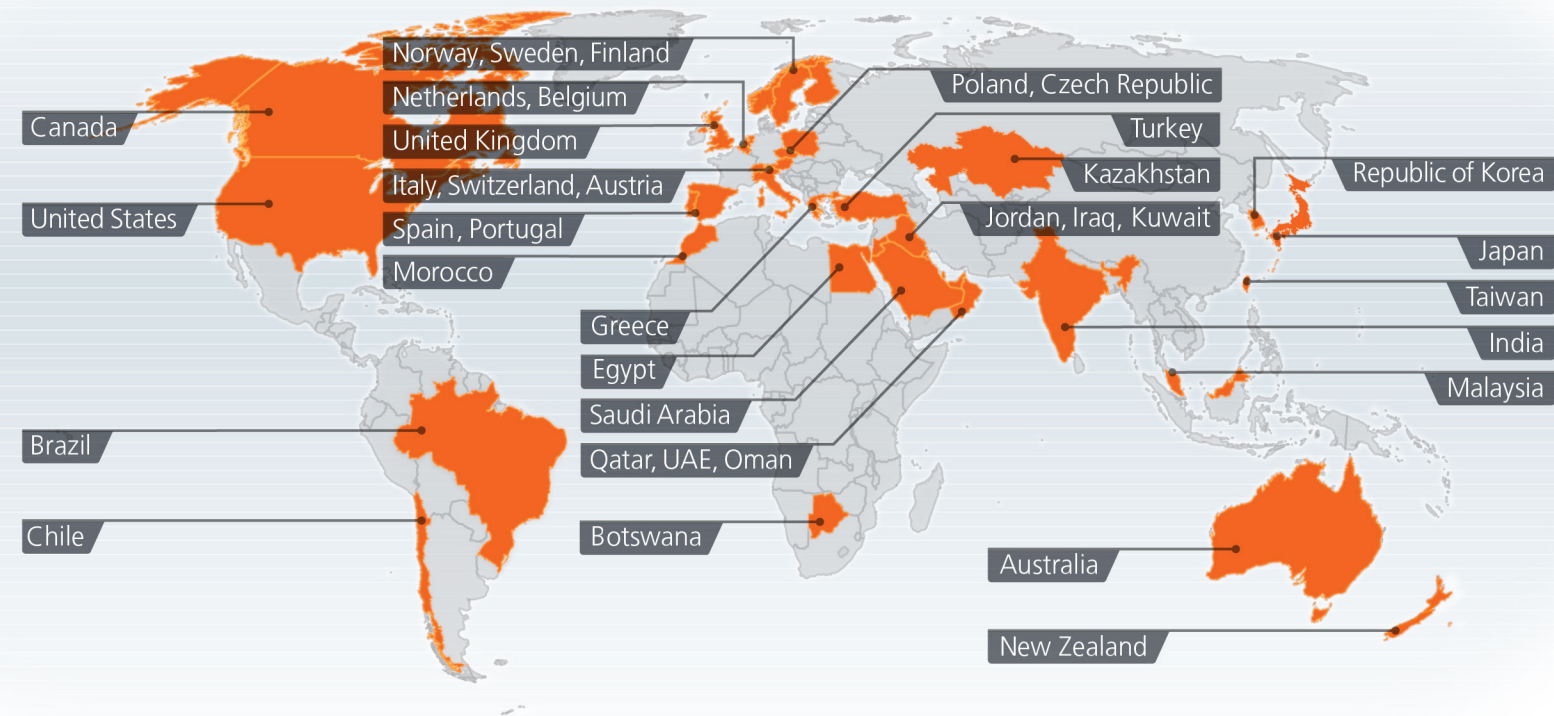 Norway, Sweden, Finland
Netherlands, Belgium
United Kingdom
Italy, Switzerland, Austria
Spain, Portugal
Morocco
Canada
United States
Brazil
Chile
Greece
Egypt
Saudi Arabia
Qatar, UAE, Oman
Botswana
Poland, Czech Republic
Turkey
Kazakhstan
Jordan, Iraq, Kuwait
Republic of Korea
Japan
Taiwan
India
Malaysia
Australia
New Zealand